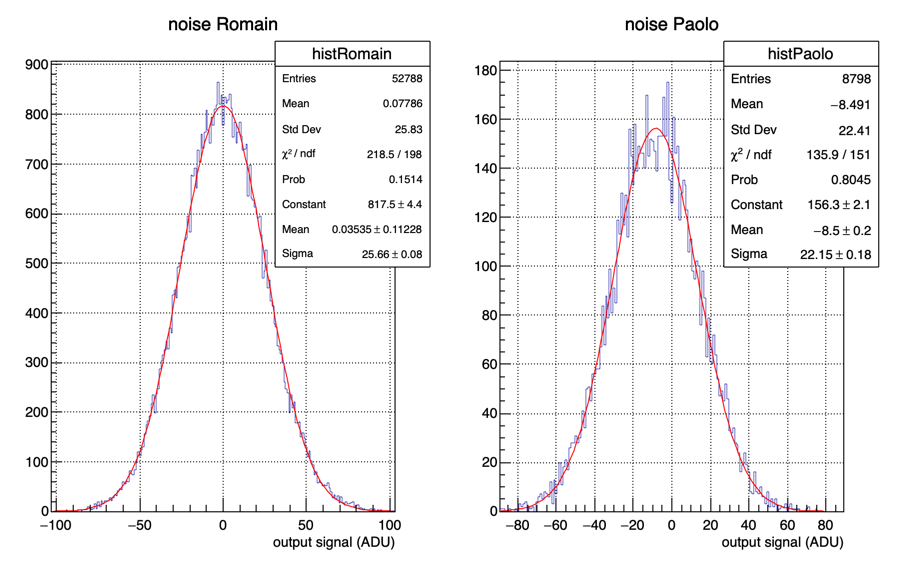 noise Romain
histRomain
Entries 52788
Mean 0.07786
Std Dev 25.83
χ² / ndf 218.5 / 198
Prob 0.1514
Constant 817.5 ± 4.4
Mean 0.03535 ± 0.11228
Sigma 25.66 ± 0.08
900
800
700
600
500
400
300
200
100
0
−100 −50 0 50 100
output signal (ADU)
noise Paolo
histPaolo
Entries 8798
Mean −8.491
Std Dev 22.41
χ² / ndf 135.9 / 151
Prob 0.8045
Constant 156.3 ± 2.1
Mean −8.5 ± 0.2
Sigma 22.15 ± 0.18
180
160
140
120
100
80
60
40
20
0
−80 −60 −40 −20 0 20 40 60 80
output signal (ADU)